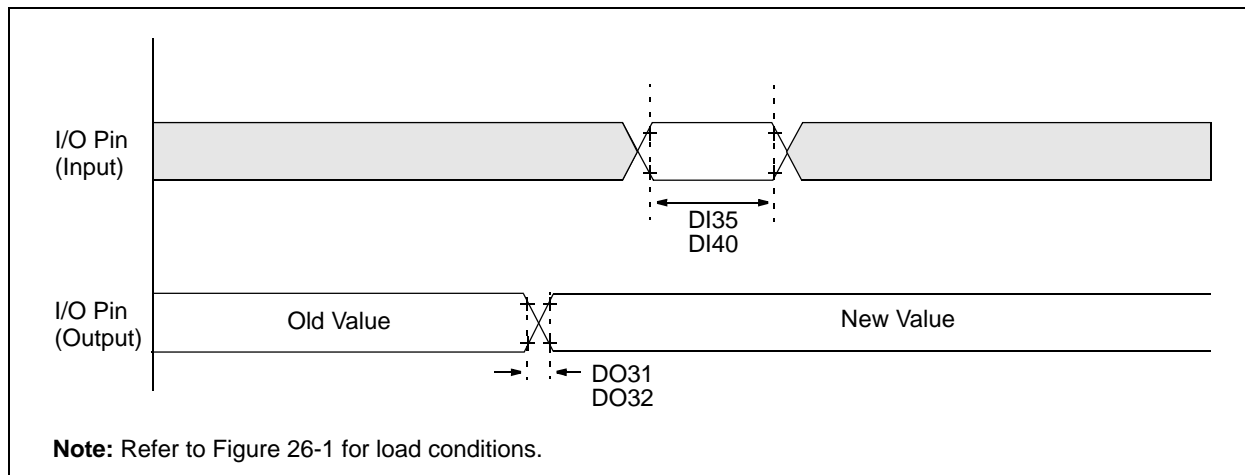 I/O Pin
(Input)
DI35
DI40
I/O Pin
(Output)
Old Value
New Value
DO31
DO32
Note: Refer to Figure 26-1 for load conditions.